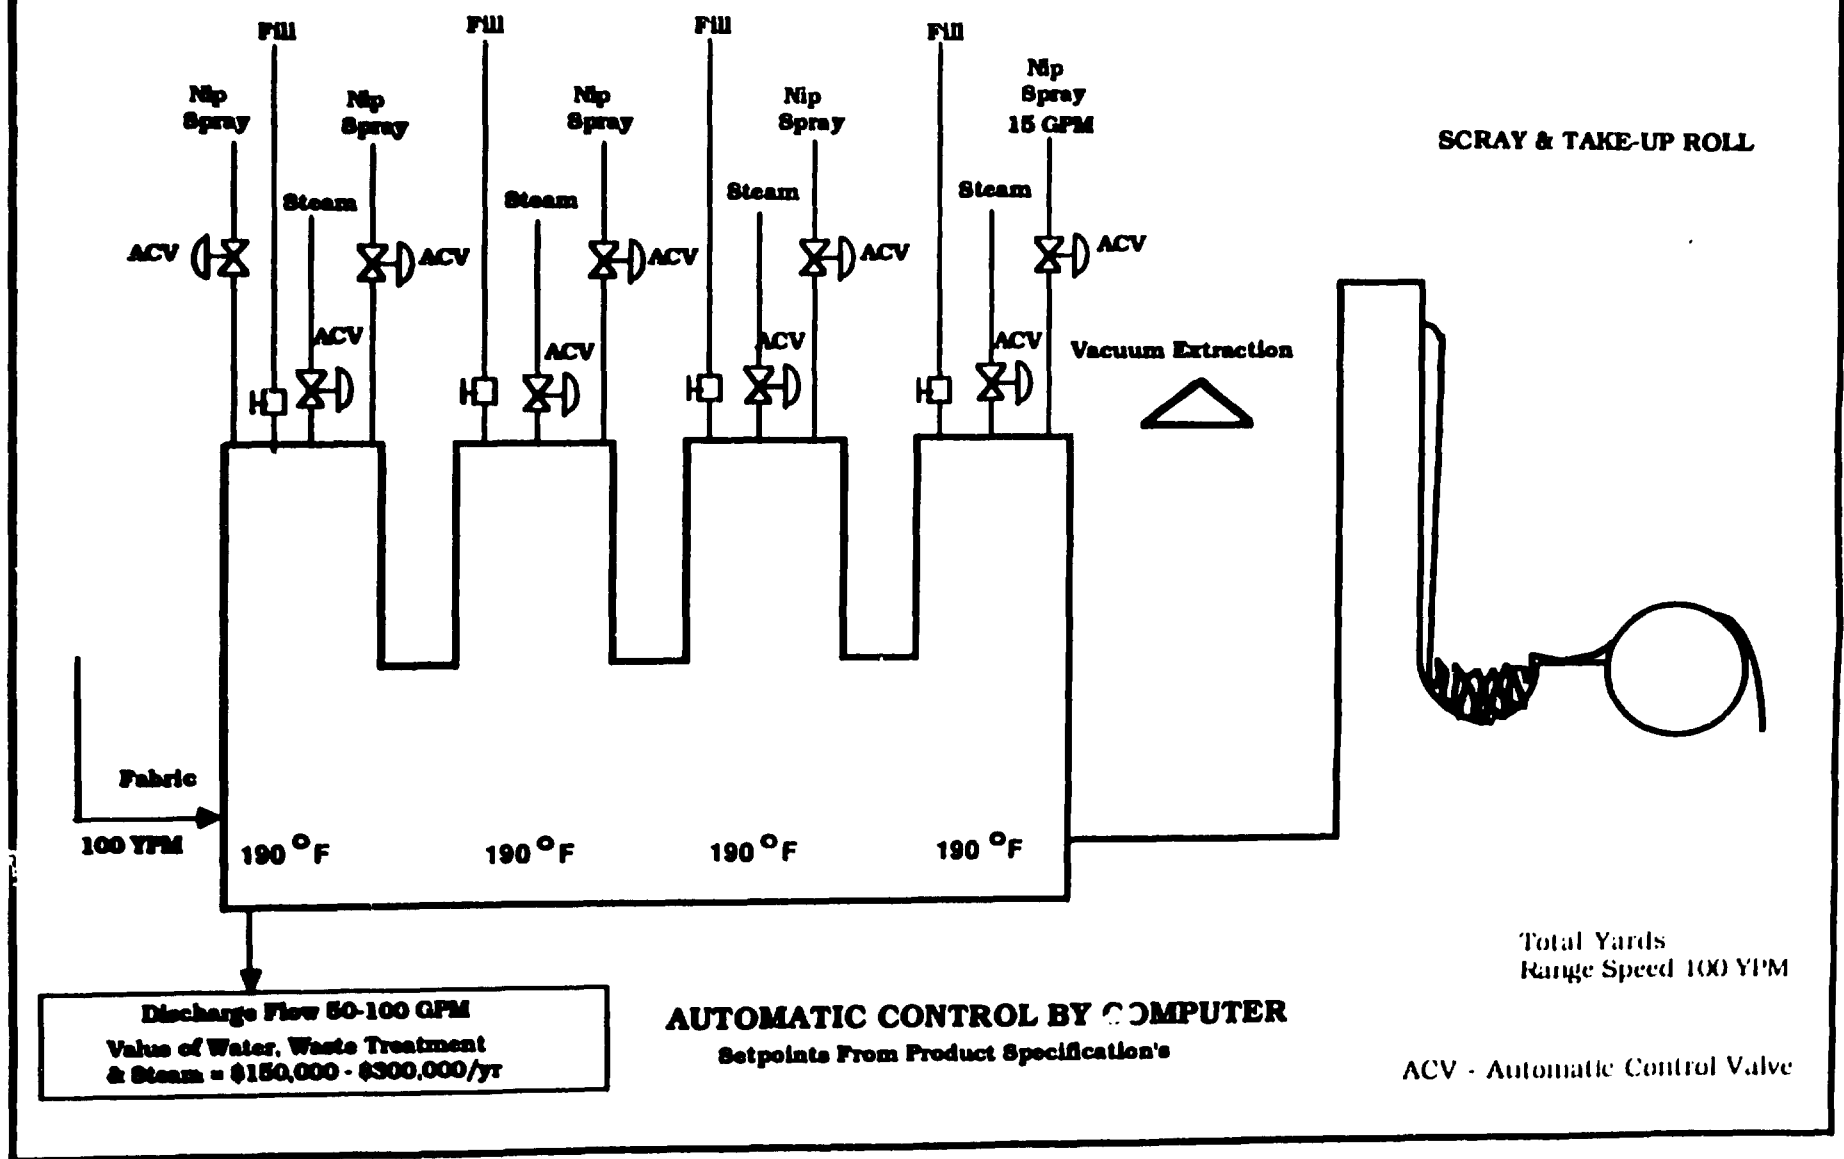 Fill
Fill
Fill
Fill
Nip
Spray
Nip
Spray
Nip
Spray
Nip
Spray
Nip
Spray
15 GPM
SCRAY & TAKE-UP ROLL
Steam
Steam
Steam
Steam
ACV
ACV
ACV
ACV
ACV
ACV
ACV
ACV
ACV
Vacuum Extraction
Fabric
100 YPM
190 °F
190 °F
190 °F
190 °F
Total Yards
Range Speed 100 YPM
Discharge Flow 50-100 GPM
Value of Water, Waste Treatment
& Steam = $150,000 - $300,000/yr
AUTOMATIC CONTROL BY COMPUTER
Setpoints From Product Specification's
ACV - Automatic Control Valve